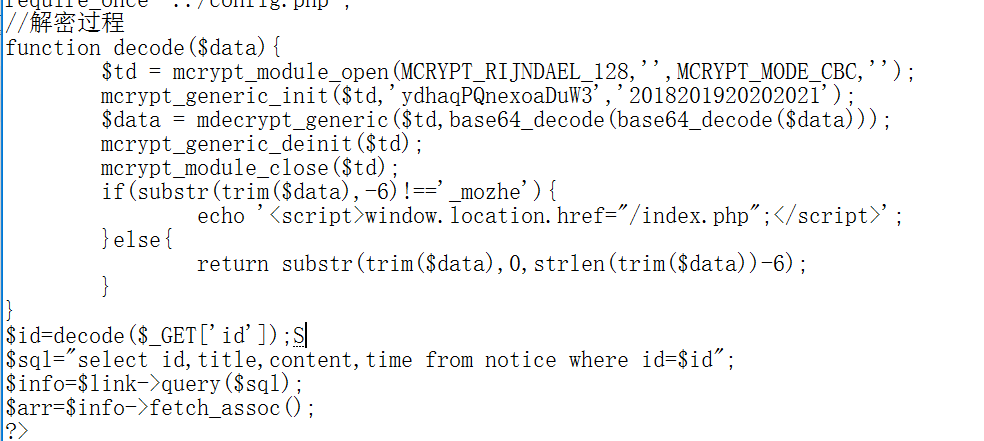 require_once '../config.php';
//解密过程
function decode($data){
        $td = mcrypt_module_open(MCRYPT_RIJNDAEL_128,'',MCRYPT_MODE_CBC,'');
        mcrypt_generic_init($td,'ydhaqPQnexoaDuW3','2018201920202021');
        $data = mdecrypt_generic($td,base64_decode(base64_decode($data)));
        mcrypt_generic_deinit($td);
        mcrypt_module_close($td);
        if(substr(trim($data),-6)!=='_mozhe'){
                echo '<script>window.location.href="/index.php";</script>';
        }else{
                return substr(trim($data),0,strlen(trim($data))-6);
        }
}
$id=decode($_GET['id']);S
$sql="select id,title,content,time from notice where id=$id";
$info=$link->query($sql);
$arr=$info->fetch_assoc();
?>